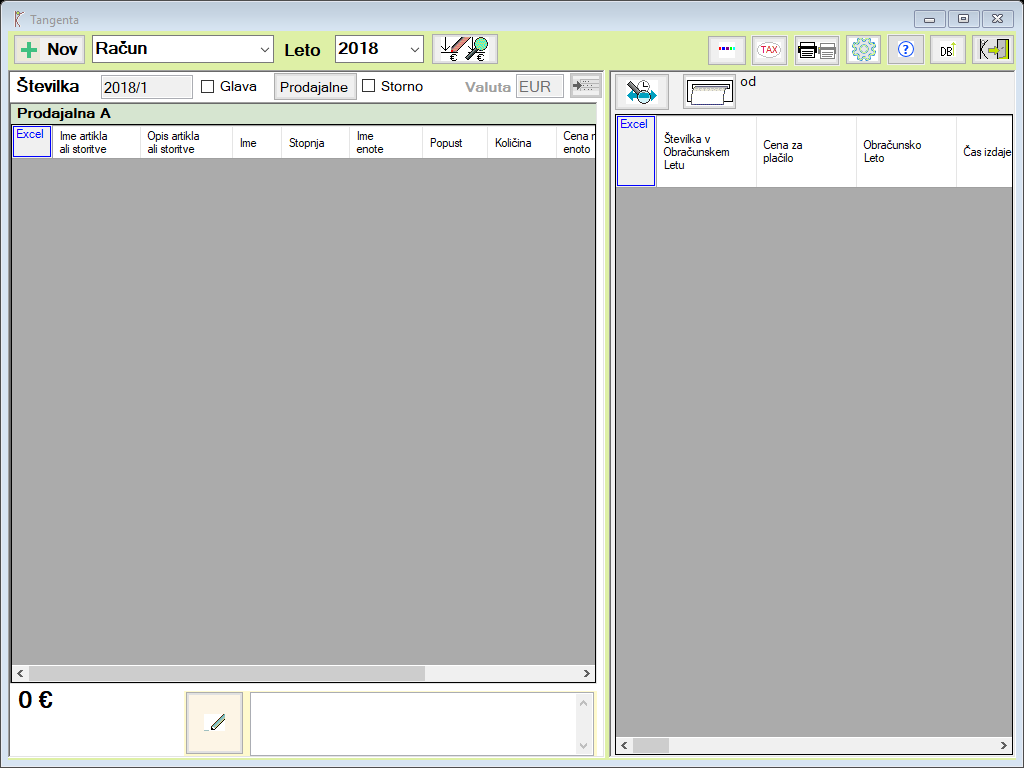 Tangenta
Nov
Račun
Leto
2018
TAX
?
DB
Številka
2018/1
Glava
Prodajalne
Storno
Valuta
EUR
od
Prodajalna A
Excel
Ime artikla
ali storitve
Opis artikla
ali storitve
Ime
Stopnja
Ime
enote
Popust
Količina
Cena
enoto
Excel
Številka v
Obračunskem
Letu
Cena za
plačilo
Obračunsko
Leto
Čas izdaje
0 €